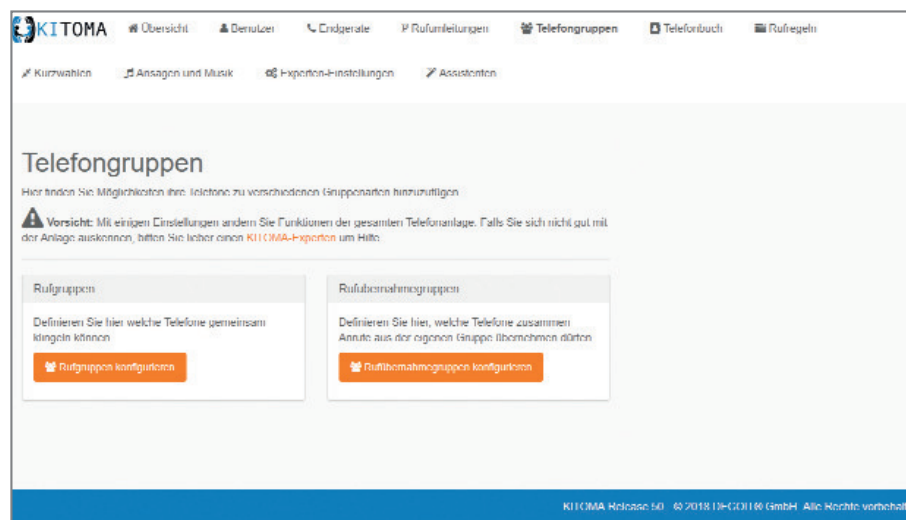 KITOMA
Übersicht
Benutzer
Endgeräte
Rufumleitungen
Telefongruppen
Telefonbuch
Rufregeln
Kurzwahlen
Ansagen und Musik
Experten-Einstellungen
Assistenten
Telefongruppen
Hier finden Sie Möglichkeiten ihre Telefone zu verschiedenen Gruppenarten hinzuzufügen
Vorsicht: Mit einigen Einstellungen ändern Sie Funktionen der gesamten Telefonanlage. Falls Sie sich nicht gut mit
der Anlage auskennen, bitten Sie lieber einen KITOMA-Experten um Hilfe
Rufgruppen
Definieren Sie hier welche Telefone gemeinsam
klingeln können
Rufgruppen konfigurieren
Rufübernahmegruppen
Definieren Sie hier, welche Telefone zusammen
Anrufe aus der eigenen Gruppe übernehmen dürfen
Rufübernahmegruppen konfigurieren
KITOMA Release 50 © 2018 DECOIT® GmbH Alle Rechte vorbehalt